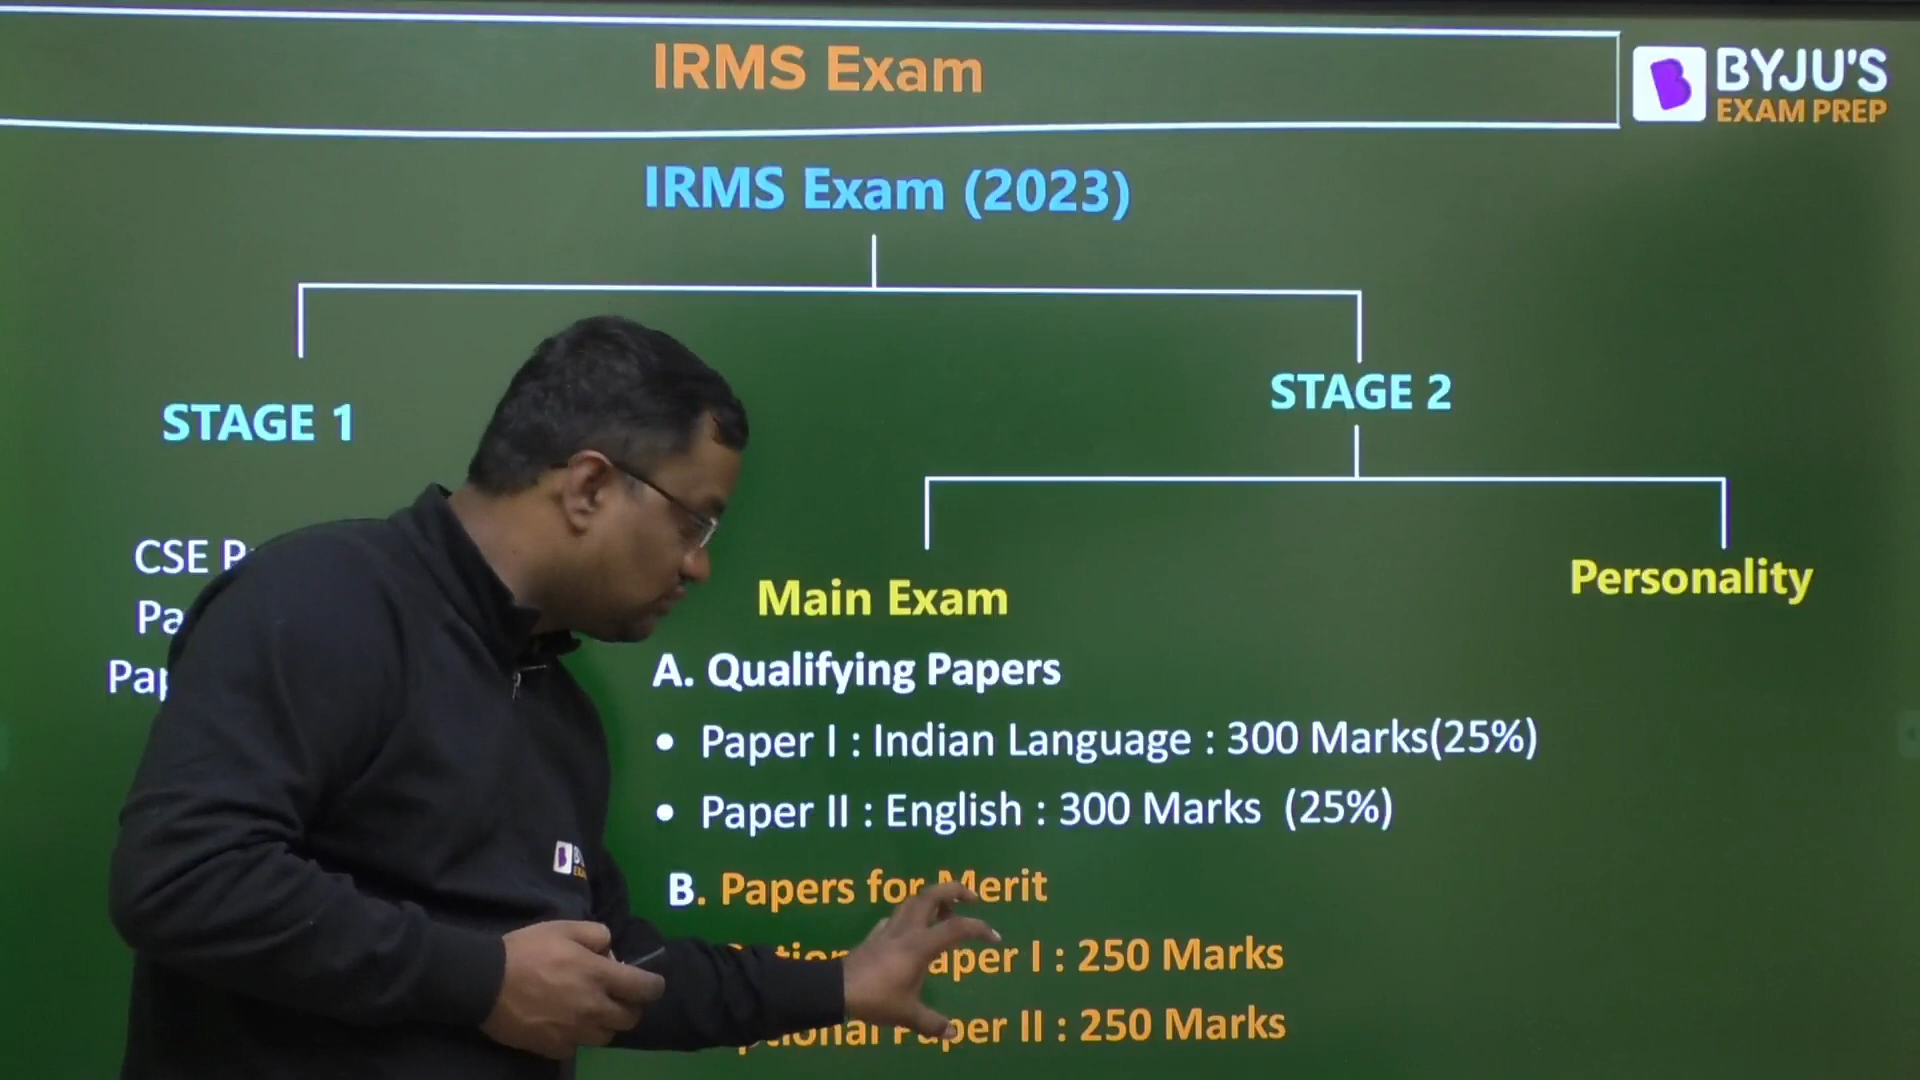 IRMS Exam
BYJU'S
EXAM PREP
IRMS Exam (2023)
STAGE 1
STAGE 2
CSE
Main Exam
Personality
A. Qualifying Papers
• Paper I : Indian Language : 300 Marks(25%)
• Paper II : English : 300 Marks (25%)
B. Papers for Merit
I : 250 Marks
Paper II : 250 Marks